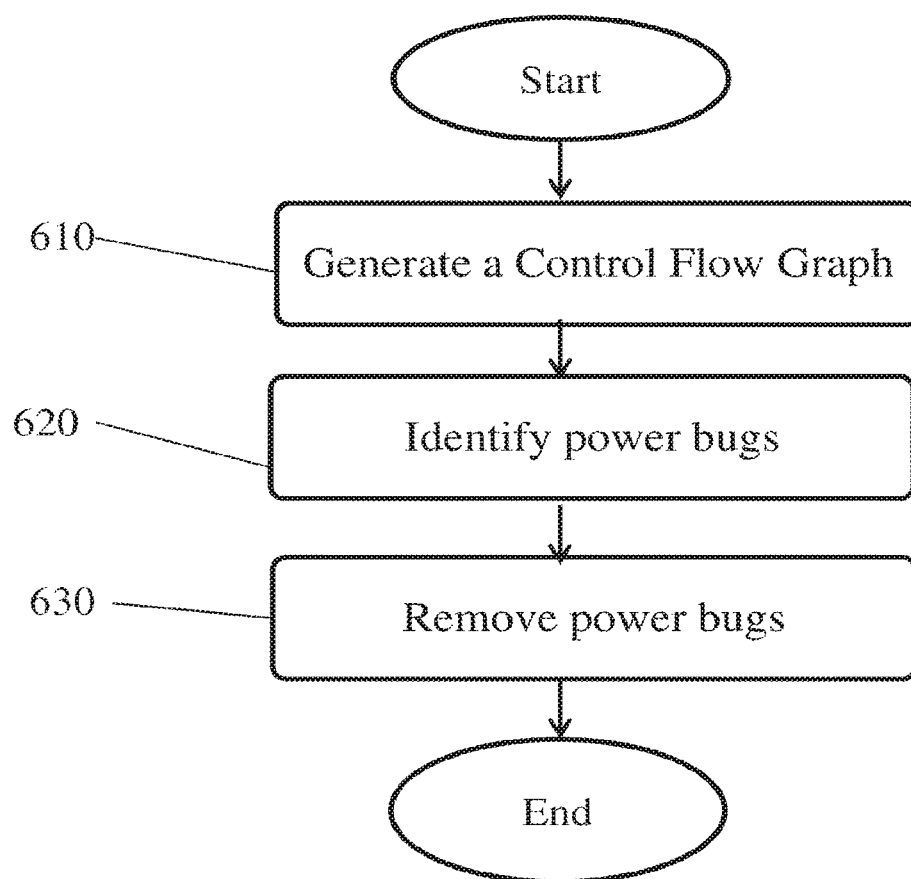 Start
610
Generate a Control Flow Graph
620
Identify power bugs
630
Remove power bugs
End